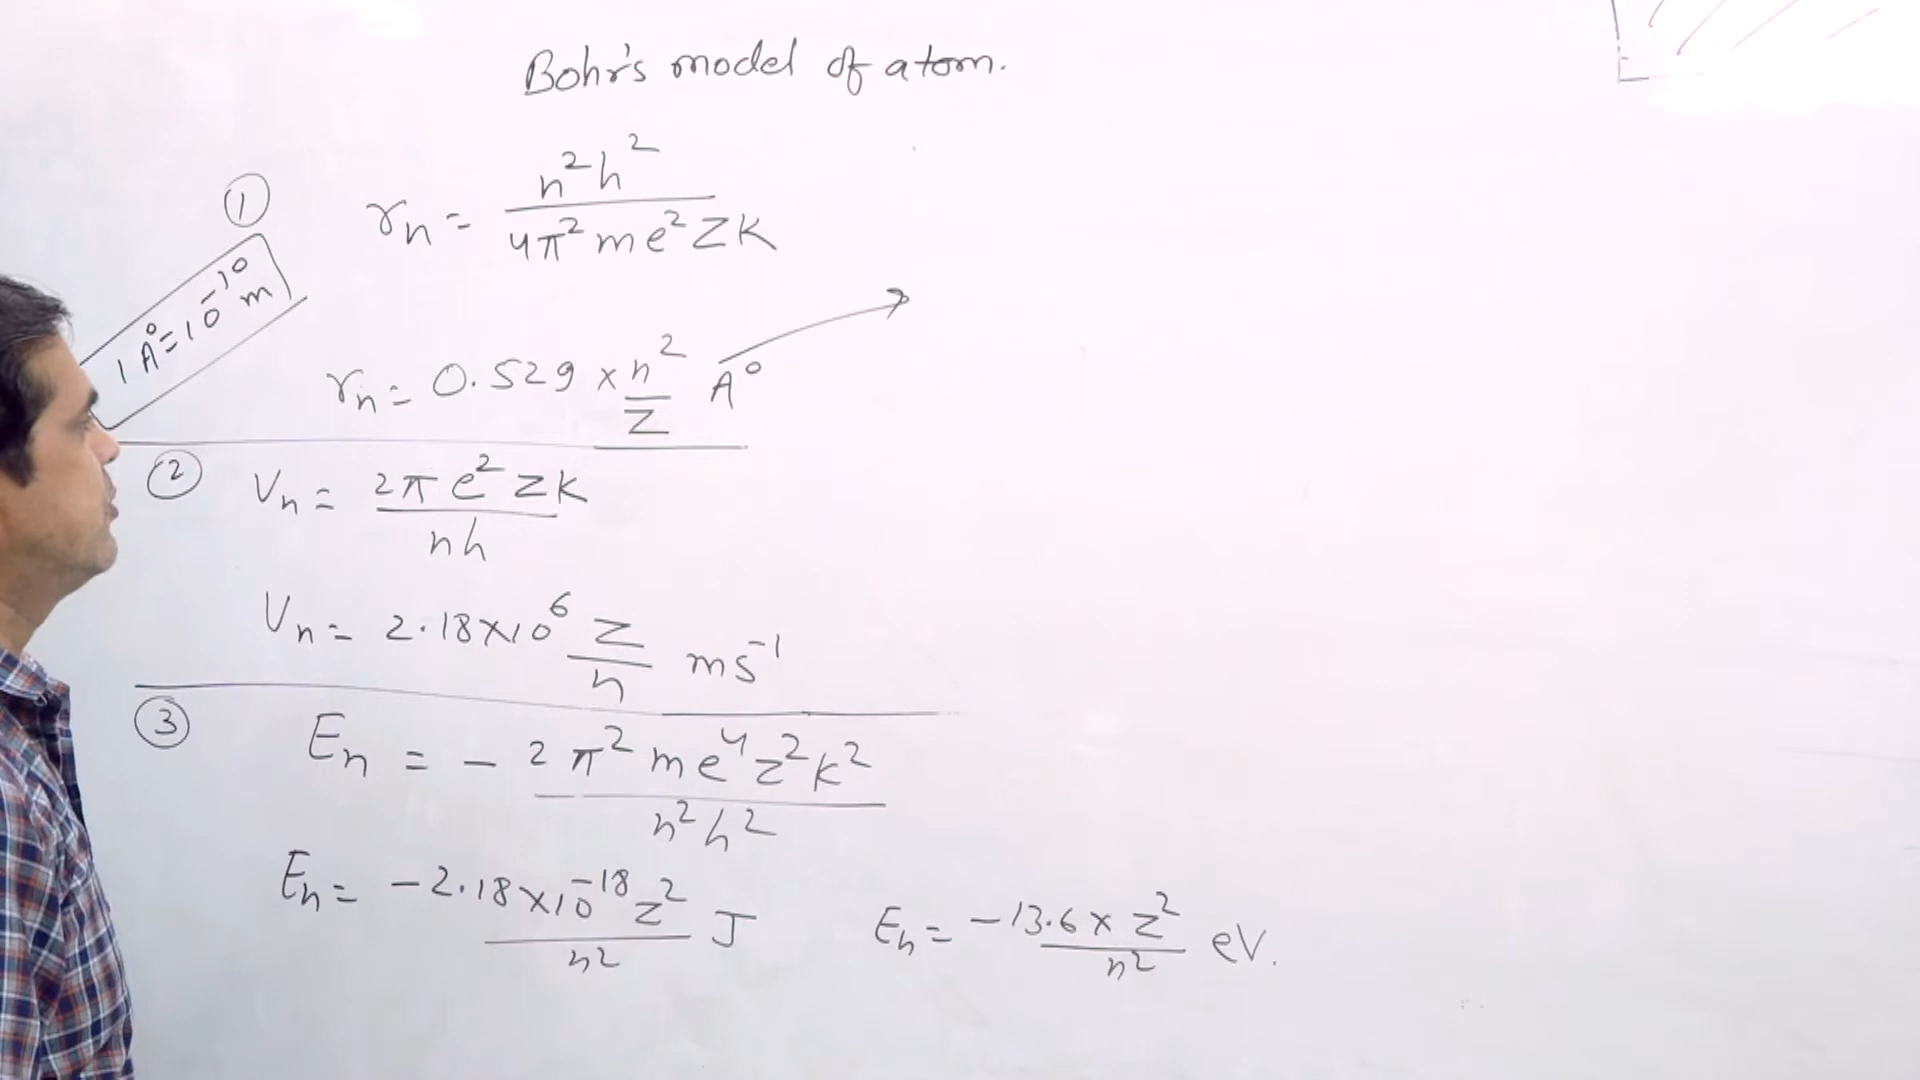 Bohr's model of atom.
① rn = n²h² / 4π²me²ZK
1 A° = 10⁻¹⁰ m
rn = 0.529 × n²/Z A°
② Vn = 2πe²ZK / nh
Vn = 2.18×10⁶ Z/n ms⁻¹
③ En = − 2π²me⁴Z²K² / n²h²
En = −2.18×10⁻¹⁸ Z² / n² J En = −13.6 × Z² / n² eV.